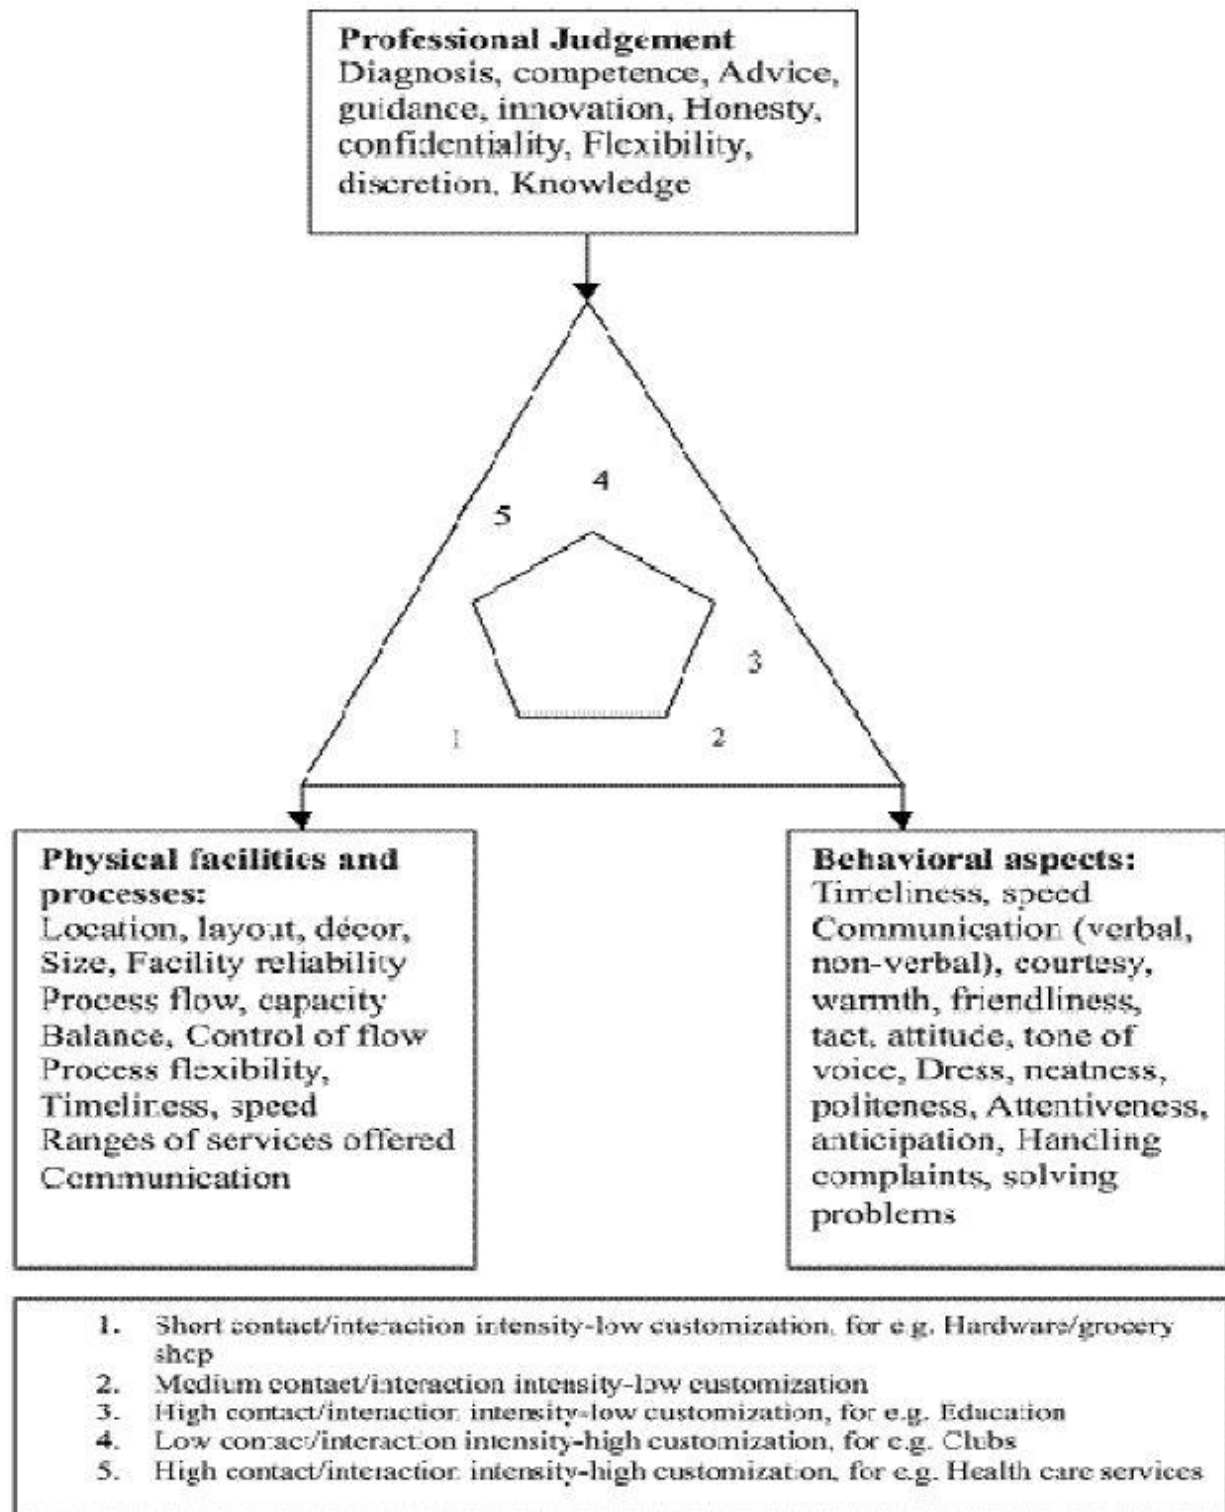 Professional Judgement
Diagnosis, competence, Advice,
guidance, innovation, Honesty,
confidentiality, Flexibility,
discretion, Knowledge
4
5
3
1
2
Physical facilities and
processes:
Location, layout, décor,
Size, Facility reliability
Process flow, capacity
Balance, Control of flow
Process flexibility,
Timeliness, speed
Ranges of services offered
Communication
Behavioral aspects:
Timeliness, speed
Communication (verbal,
non-verbal), courtesy,
warmth, friendliness,
tact, attitude, tone of
voice, Dress, neatness,
politeness, Attentiveness,
anticipation, Handling
complaints, solving
problems
1. Short contact/interaction intensity-low customization, for e.g. Hardware/grocery
shop
2. Medium contact/interaction intensity-low customization
3. High contact/interaction intensity-low customization, for e.g. Education
4. Low contact/interaction intensity-high customization, for e.g. Clubs
5. High contact/interaction intensity-high customization, for e.g. Health care services